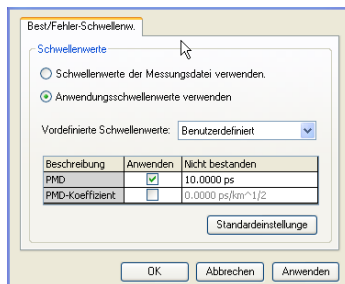 Best/Fehler-Schwellenw.
Schwellenwerte
Schwellenwerte der Messungsdatei verwenden.
Anwendungsschwellenwerte verwenden
Vordefinierte Schwellenwerte: Benutzerdefiniert
Beschreibung Anwenden Nicht bestanden
PMD 10.0000 ps
PMD-Koeffizient 0.0000 ps/km^1/2
Standardeinstellunge
OK Abbrechen Anwenden